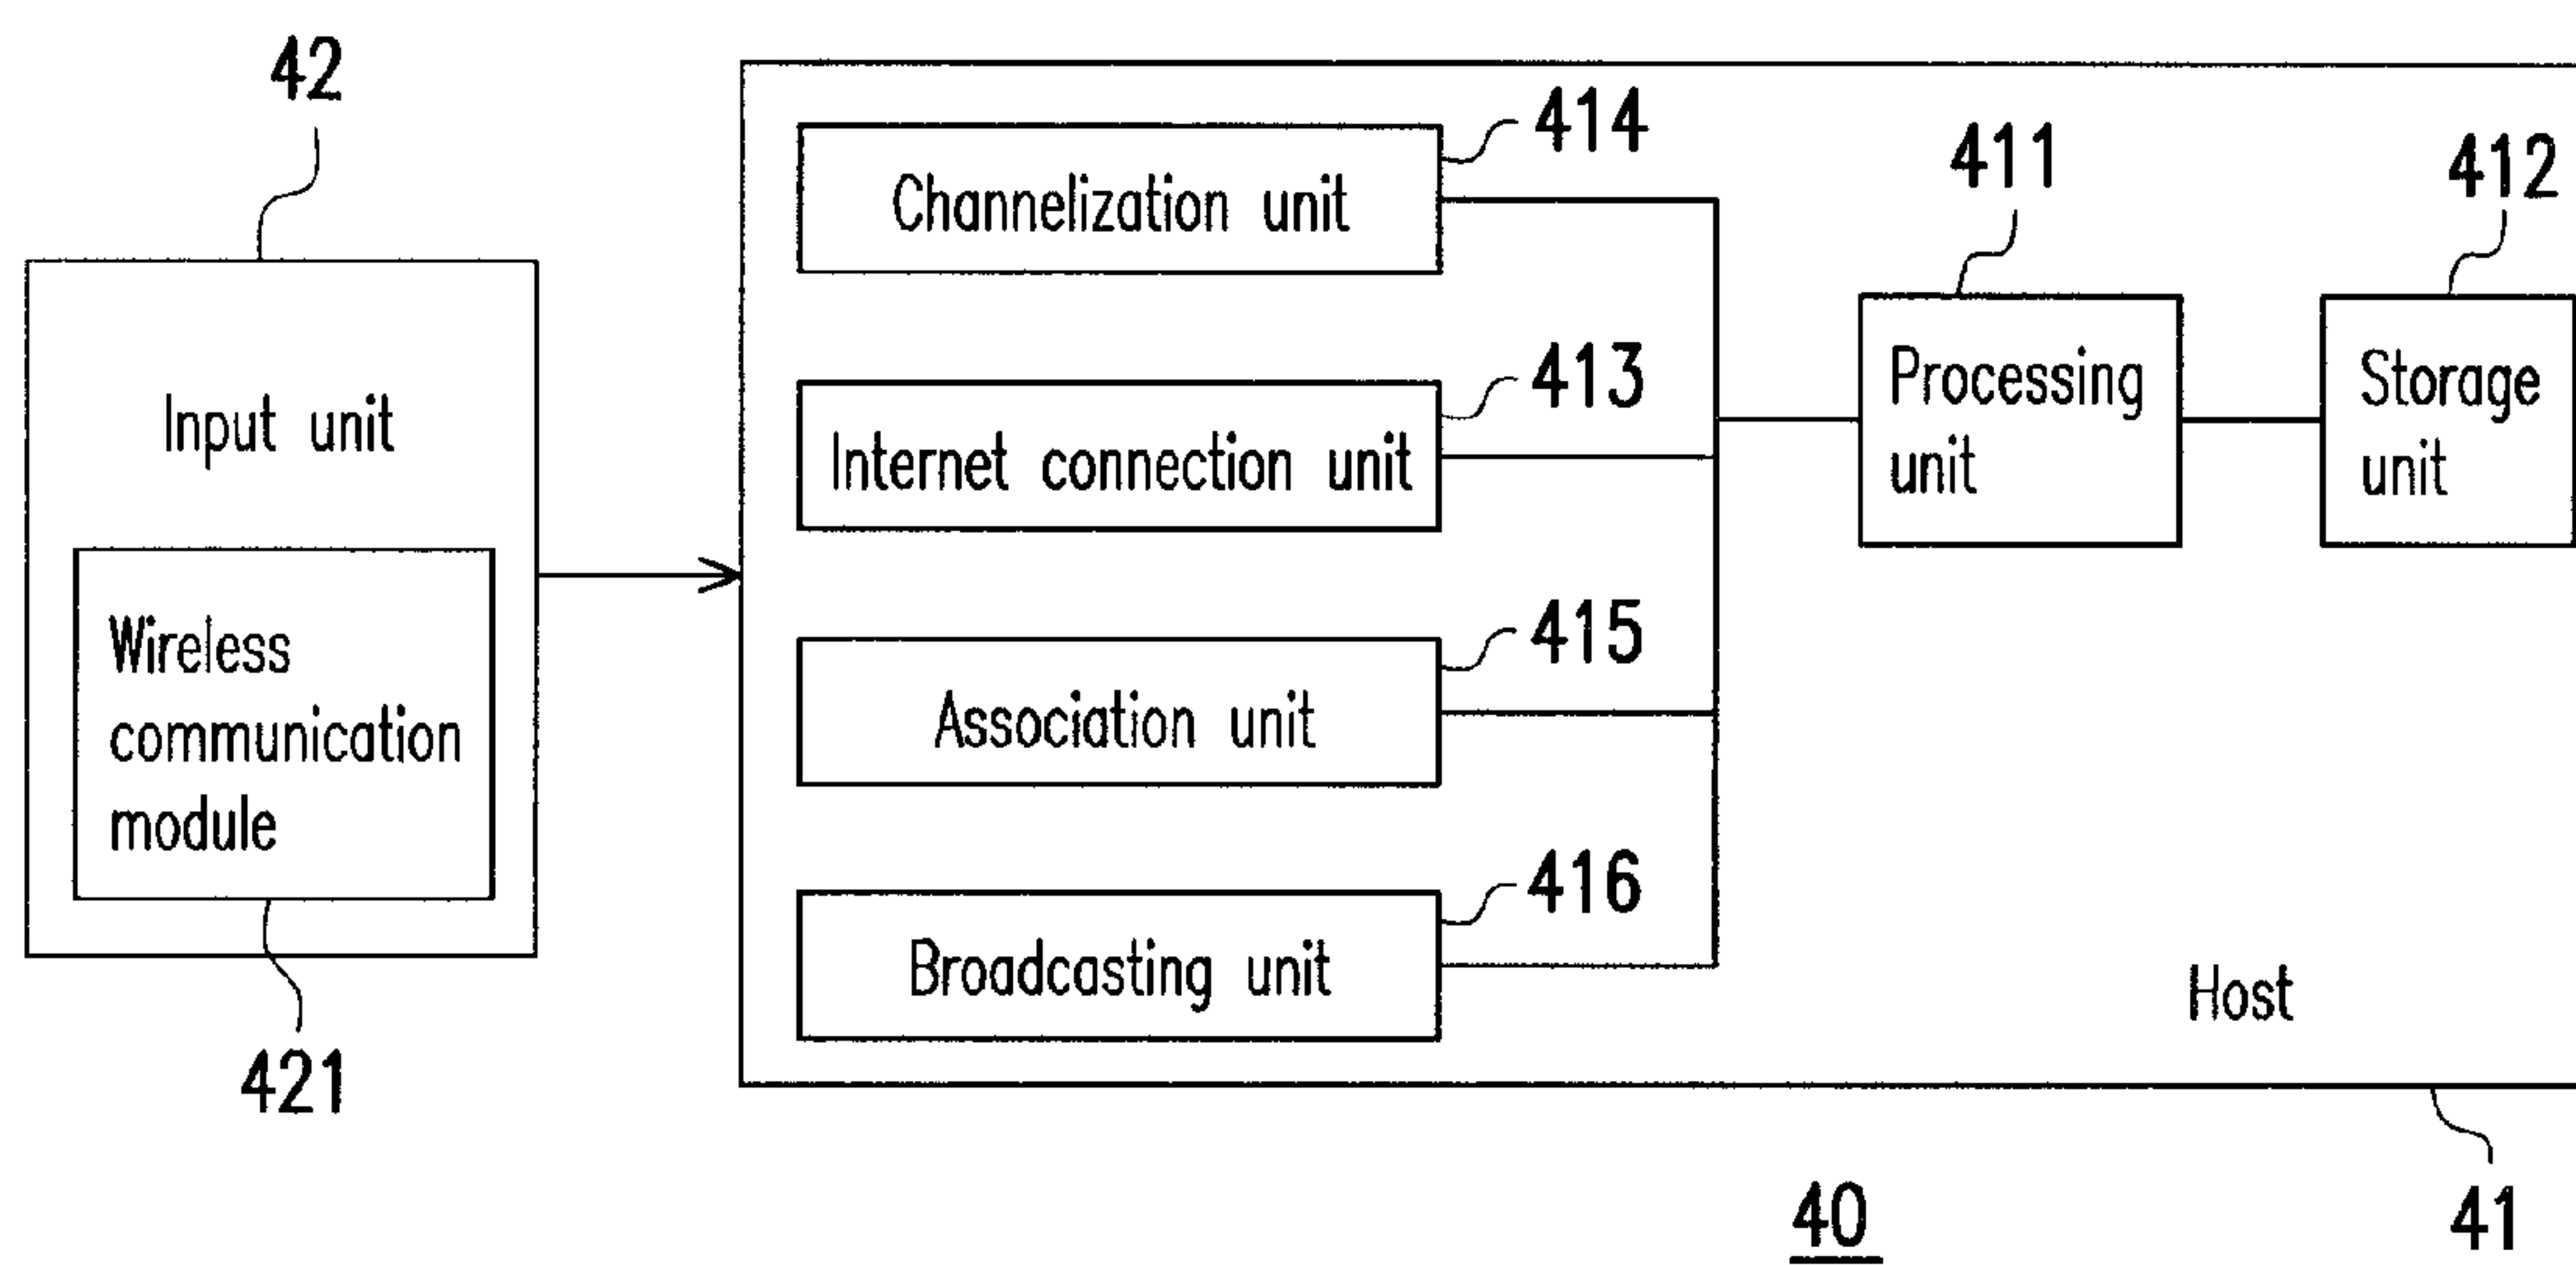 42
Input unit
Wireless
communication
module
421
414
Channelization unit
413
Internet connection unit
415
Association unit
416
Broadcasting unit
411
Processing
unit
412
Storage
unit
Host
41
40